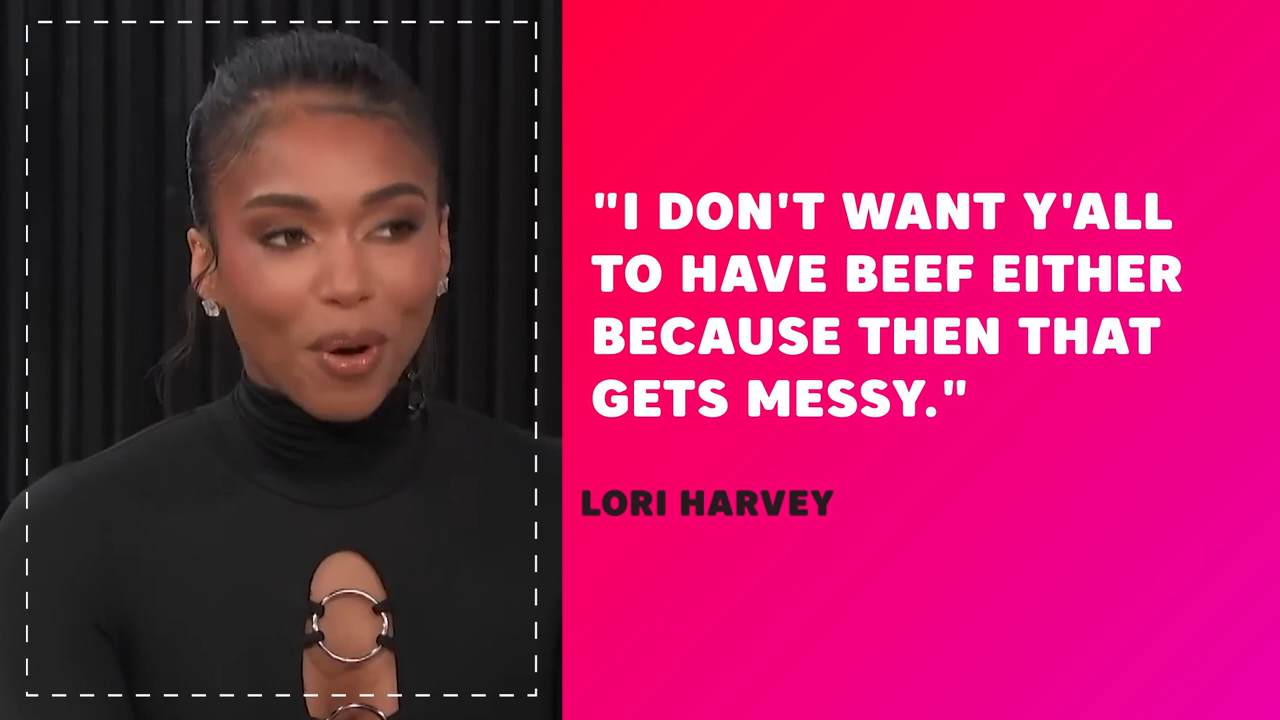 "I DON'T WANT Y'ALL
TO HAVE BEEF EITHER
BECAUSE THEN THAT
GETS MESSY."
LORI HARVEY